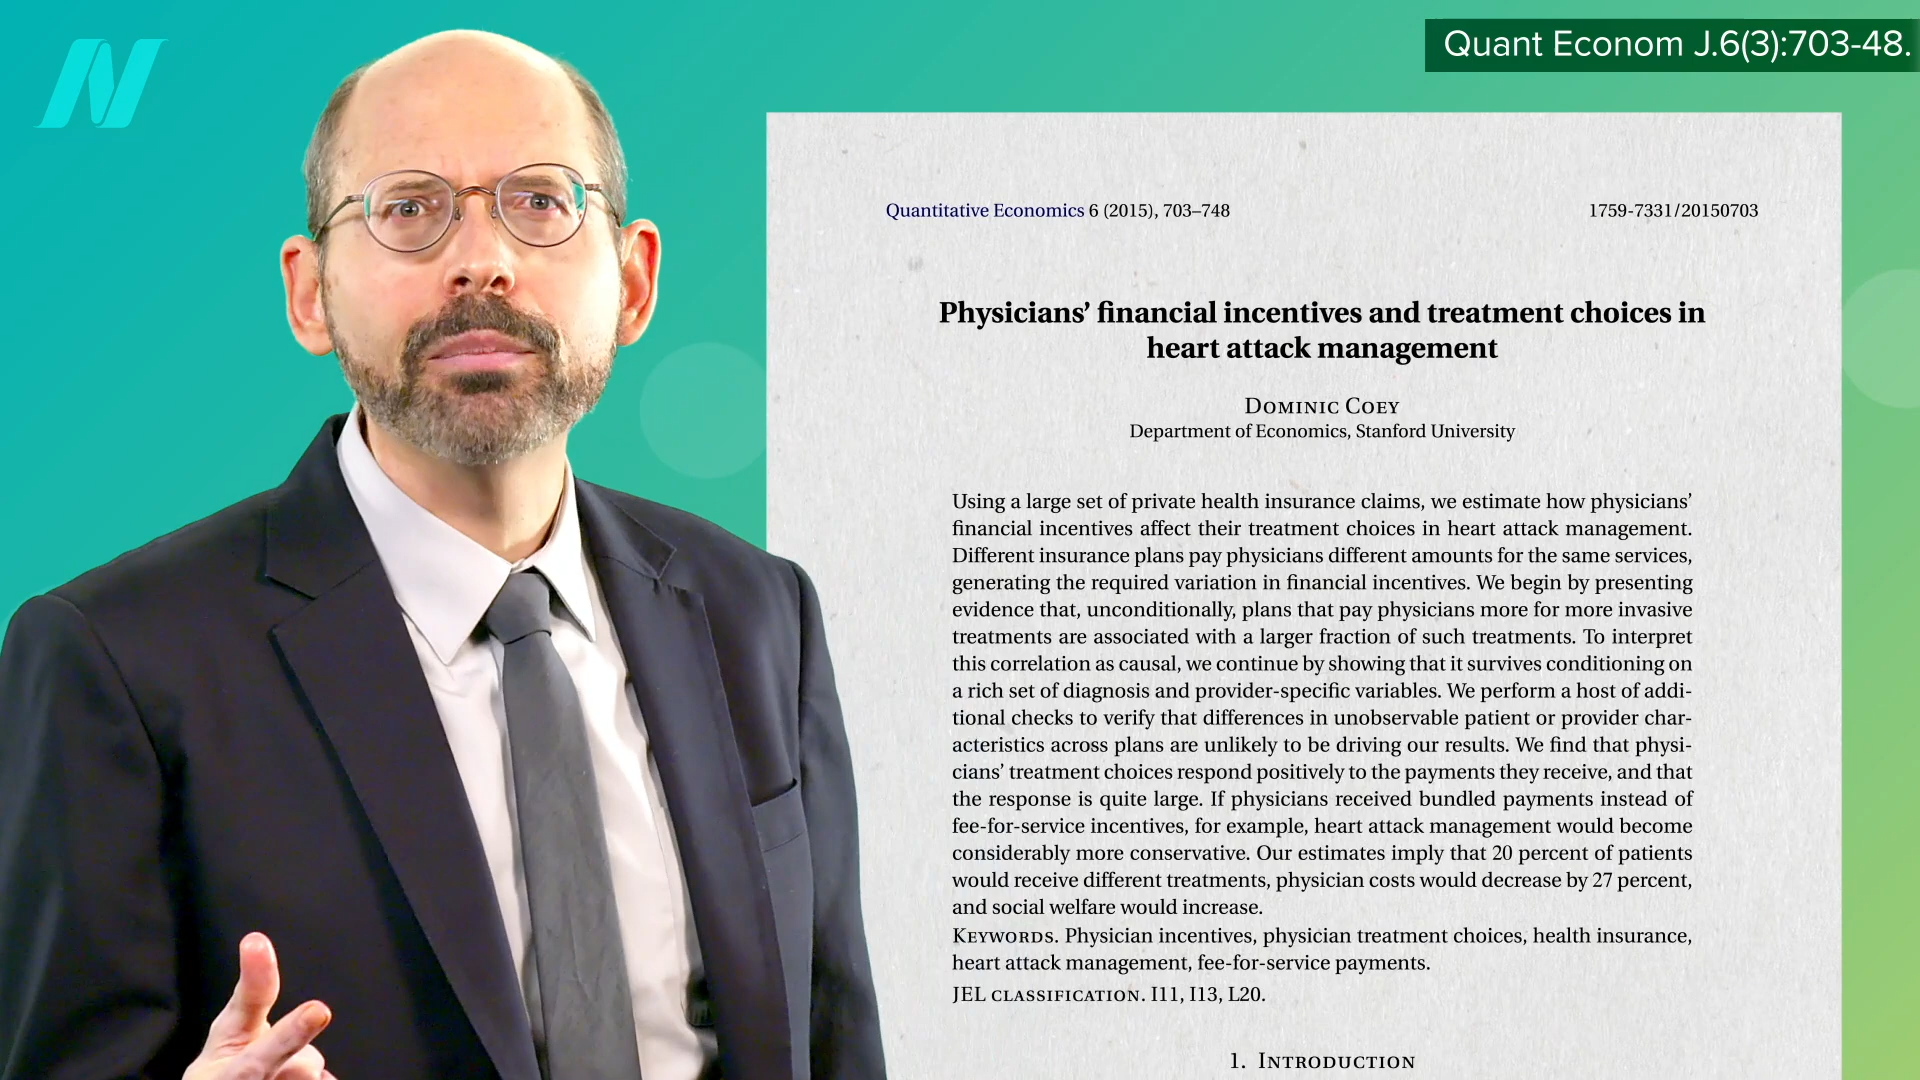 Quant Econom J.6(3):703-48.
Quantitative Economics 6 (2015), 703–748
1759-7331/20150703
Physicians’ financial incentives and treatment choices in
heart attack management
Dominic Coey
Department of Economics, Stanford University
Using a large set of private health insurance claims, we estimate how physicians’
financial incentives affect their treatment choices in heart attack management.
Different insurance plans pay physicians different amounts for the same services,
generating the required variation in financial incentives. We begin by presenting
evidence that, unconditionally, plans that pay physicians more for more invasive
treatments are associated with a larger fraction of such treatments. To interpret
this correlation as causal, we continue by showing that it survives conditioning on
a rich set of diagnosis and provider-specific variables. We perform a host of addi-
tional checks to verify that differences in unobservable patient or provider char-
acteristics across plans are unlikely to be driving our results. We find that physi-
cians’ treatment choices respond positively to the payments they receive, and that
the response is quite large. If physicians received bundled payments instead of
fee-for-service incentives, for example, heart attack management would become
considerably more conservative. Our estimates imply that 20 percent of patients
would receive different treatments, physician costs would decrease by 27 percent,
and social welfare would increase.
Keywords. Physician incentives, physician treatment choices, health insurance,
heart attack management, fee-for-service payments.
JEL classification. I11, I13, L20.
1. Introduction